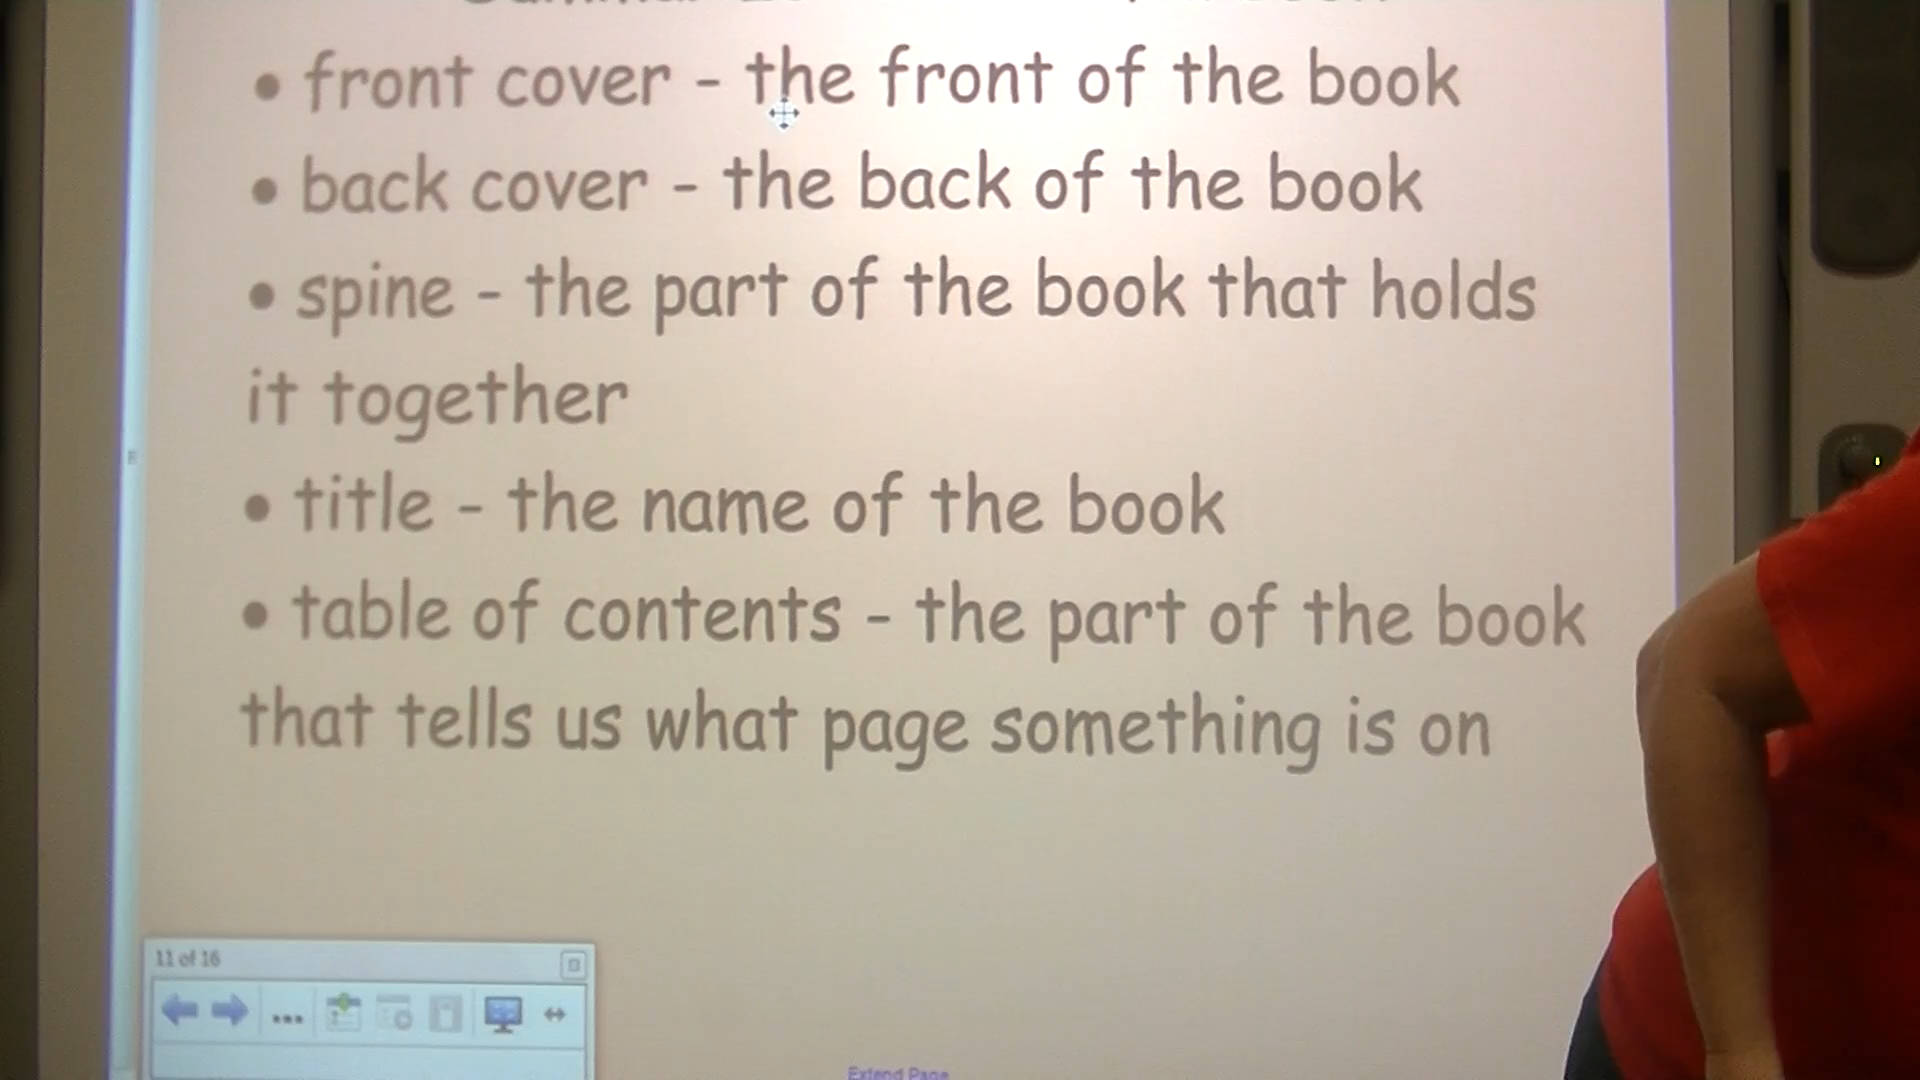 • front cover - the front of the book
• back cover - the back of the book
• spine - the part of the book that holds
it together
• title - the name of the book
• table of contents - the part of the book
that tells us what page something is on
11 of 16
Extend Page